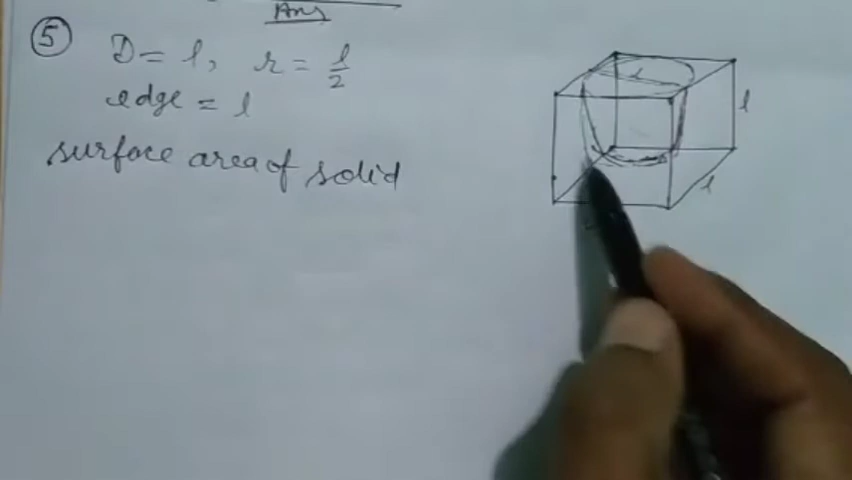 Ans
5 D = l, r = l/2
edge = l
surface area of solid
l
l
l